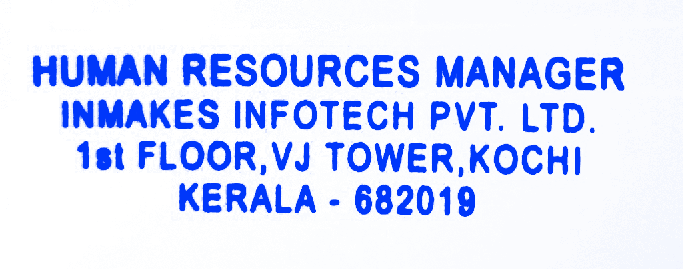 HUMAN RESOURCES MANAGER
INMAKES INFOTECH PVT. LTD.
1st FLOOR,VJ TOWER,KOCHI
KERALA - 682019